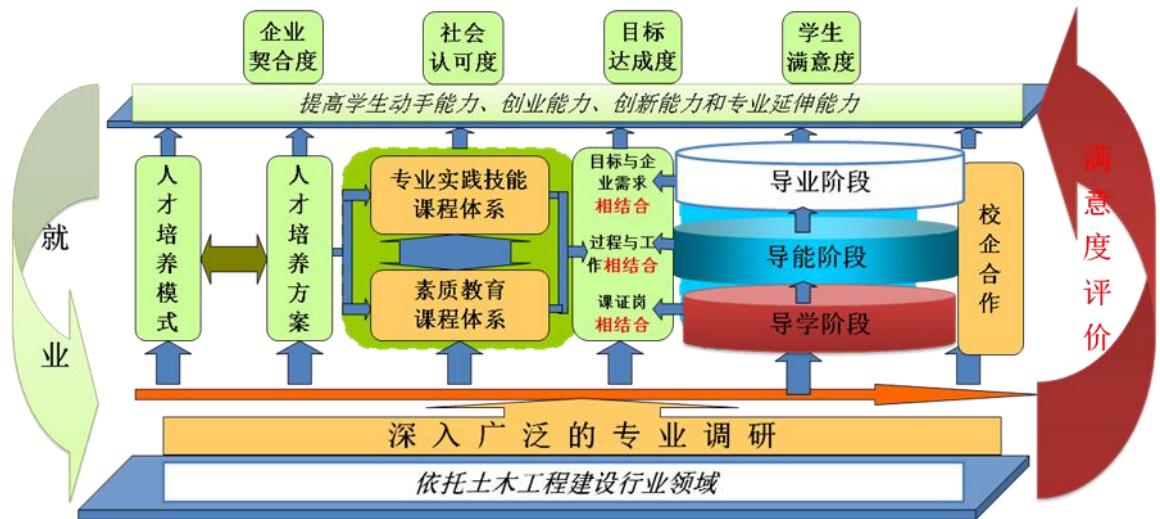 企业
契合度
社会
认可度
目标
达成度
学生
满意度
提高学生动手能力、创业能力、创新能力和专业延伸能力
就
业
人才培养模式
人才培养方案
专业实践技能
课程体系
素质教育
课程体系
目标与企
业需求
相结合
过程与工
作相结合
课证岗
相结合
导业阶段
导能阶段
导学阶段
校企合作
满意度评价
深入广泛的专业调研
依托土木工程建设行业领域